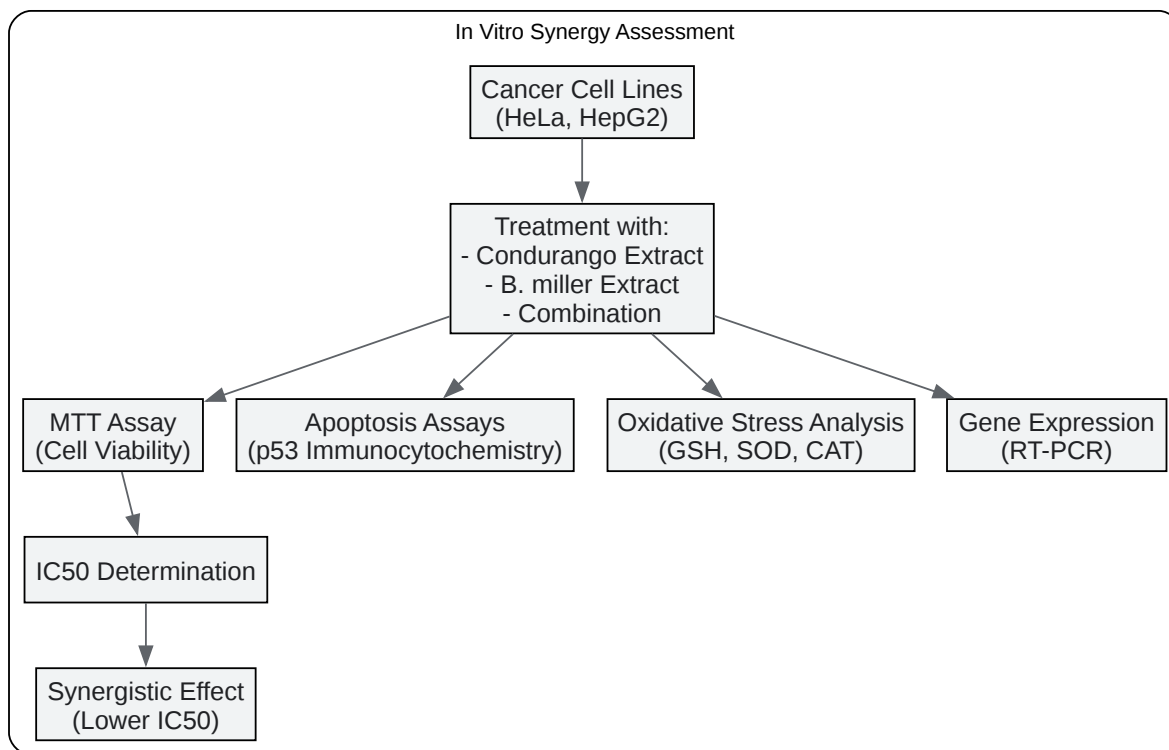 In Vitro Synergy Assessment
Cancer Cell Lines
(HeLa, HepG2)
Treatment with:
- Condurango Extract
- B. miller Extract
- Combination
MTT Assay
(Cell Viability)
Apoptosis Assays
(p53 Immunocytochemistry)
Oxidative Stress Analysis
(GSH, SOD, CAT)
Gene Expression
(RT-PCR)
IC50 Determination
Synergistic Effect
(Lower IC50)